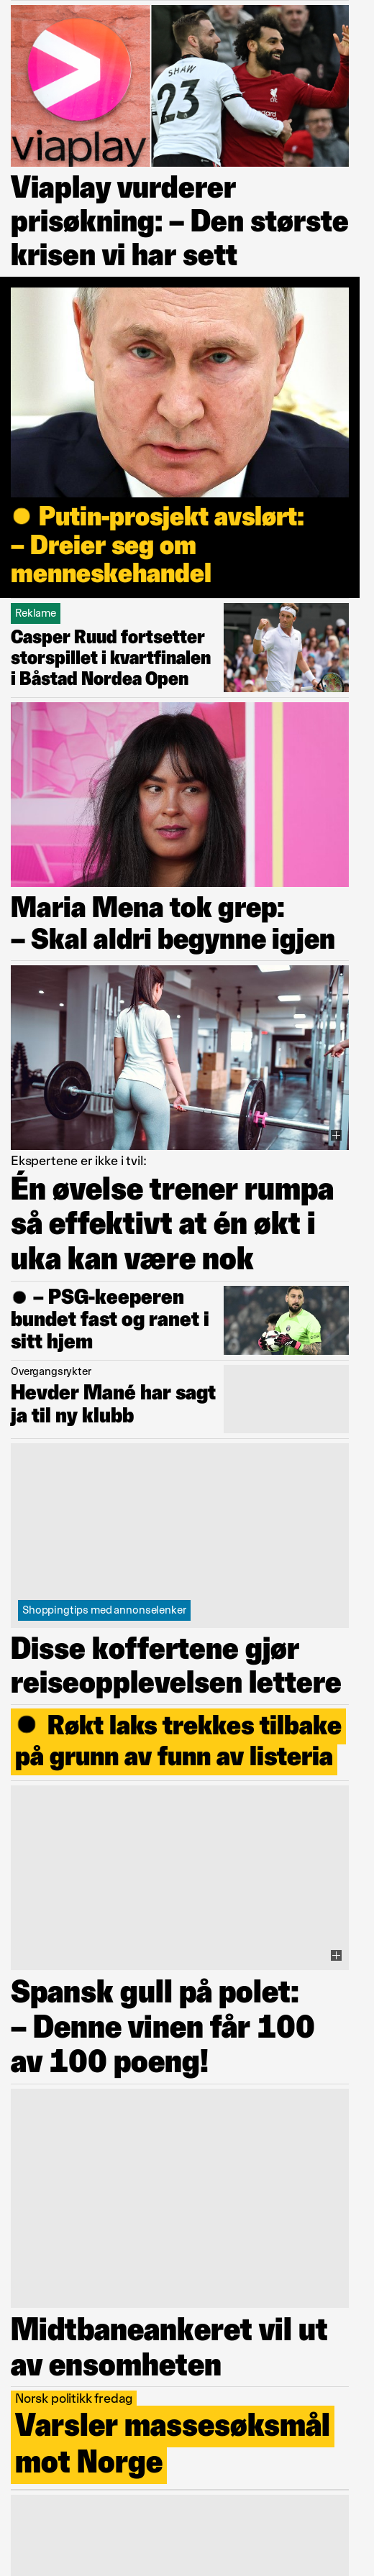 viaplay
SHAW
23
Viaplay vurderer
prisøkning: – Den største
krisen vi har sett
Putin-prosjekt avslørt:
– Dreier seg om
menneskehandel
Reklame
Casper Ruud fortsetter
storspillet i kvartfinalen
i Båstad Nordea Open
Maria Mena tok grep:
– Skal aldri begynne igjen
Ekspertene er ikke i tvil:
Én øvelse trener rumpa
så effektivt at én økt i
uka kan være nok
– PSG-keeperen
bundet fast og ranet i
sitt hjem
Overgangsrykter
Hevder Mané har sagt
ja til ny klubb
Shoppingtips med annonselenker
Disse koffertene gjør
reiseopplevelsen lettere
Røkt laks trekkes tilbake
på grunn av funn av listeria
Spansk gull på polet:
– Denne vinen får 100
av 100 poeng!
Midtbaneankeret vil ut
av ensomheten
Norsk politikk fredag
Varsler massesøksmål
mot Norge